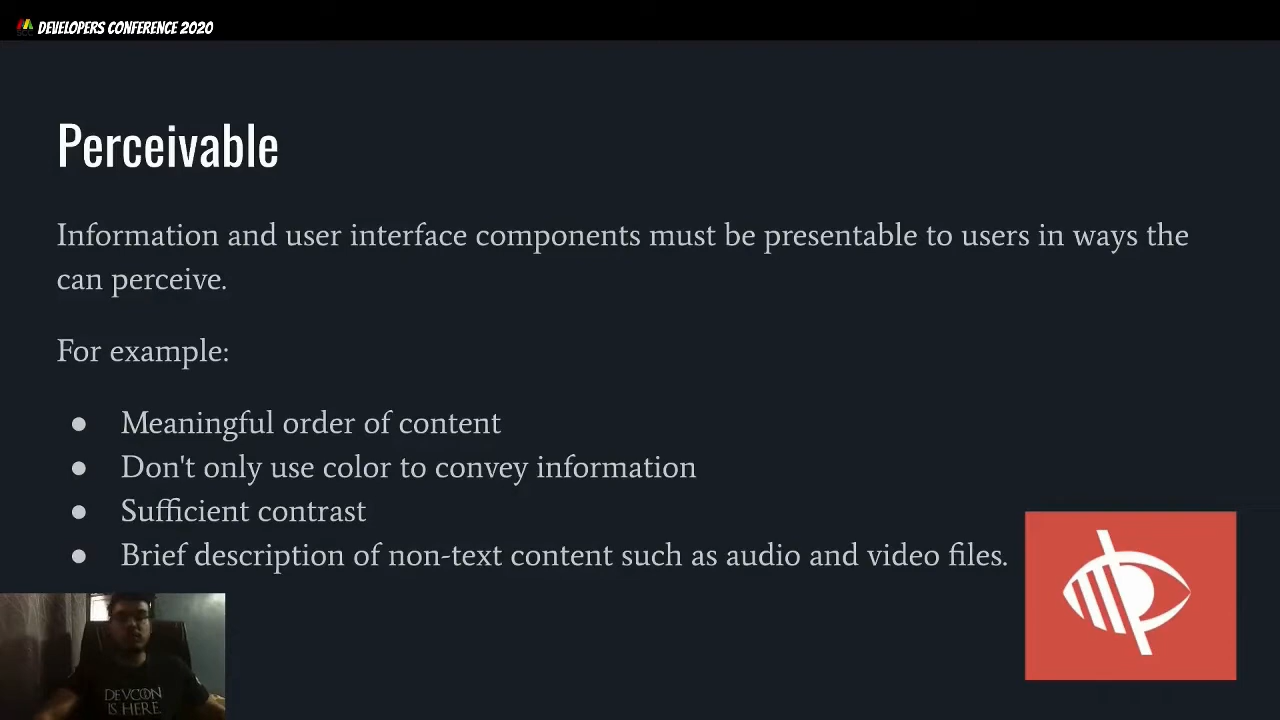 DEVELOPERS CONFERENCE 2020
Perceivable
Information and user interface components must be presentable to users in ways the
can perceive.
For example:
● Meaningful order of content
● Don't only use color to convey information
● Sufficient contrast
● Brief description of non-text content such as audio and video files.
DEVCON
IS HERE